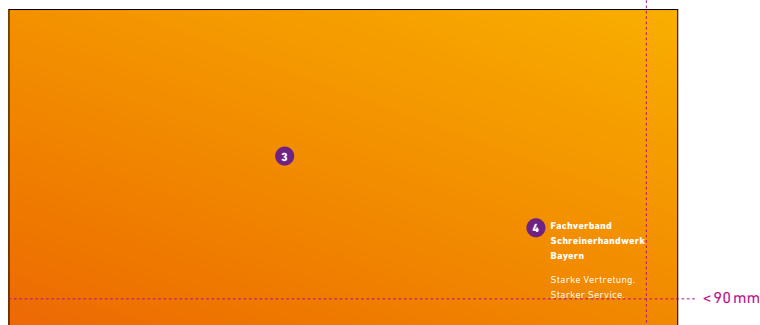 3
4
Fachverband
Schreinerhandwerk
Bayern
Starke Vertretung.
Starker Service.
<90 mm